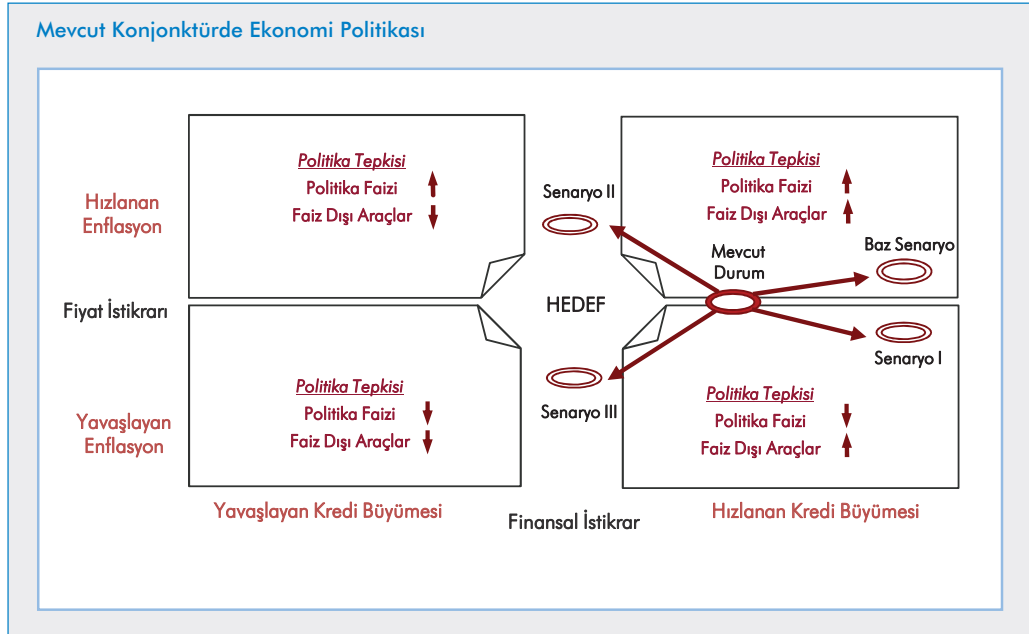 Mevcut Konjonktürde Ekonomi Politikası
Politika Tepkisi
Politika Faizi
Faiz Dışı Araçlar
Politika Tepkisi
Politika Faizi
Faiz Dışı Araçlar
Hızlanan
Enflasyon
Senaryo II
Mevcut
Durum
Baz Senaryo
Fiyat İstikrarı
HEDEF
Senaryo I
Senaryo III
Yavaşlayan
Enflasyon
Politika Tepkisi
Politika Faizi
Faiz Dışı Araçlar
Politika Tepkisi
Politika Faizi
Faiz Dışı Araçlar
Yavaşlayan Kredi Büyümesi
Finansal İstikrar
Hızlanan Kredi Büyümesi